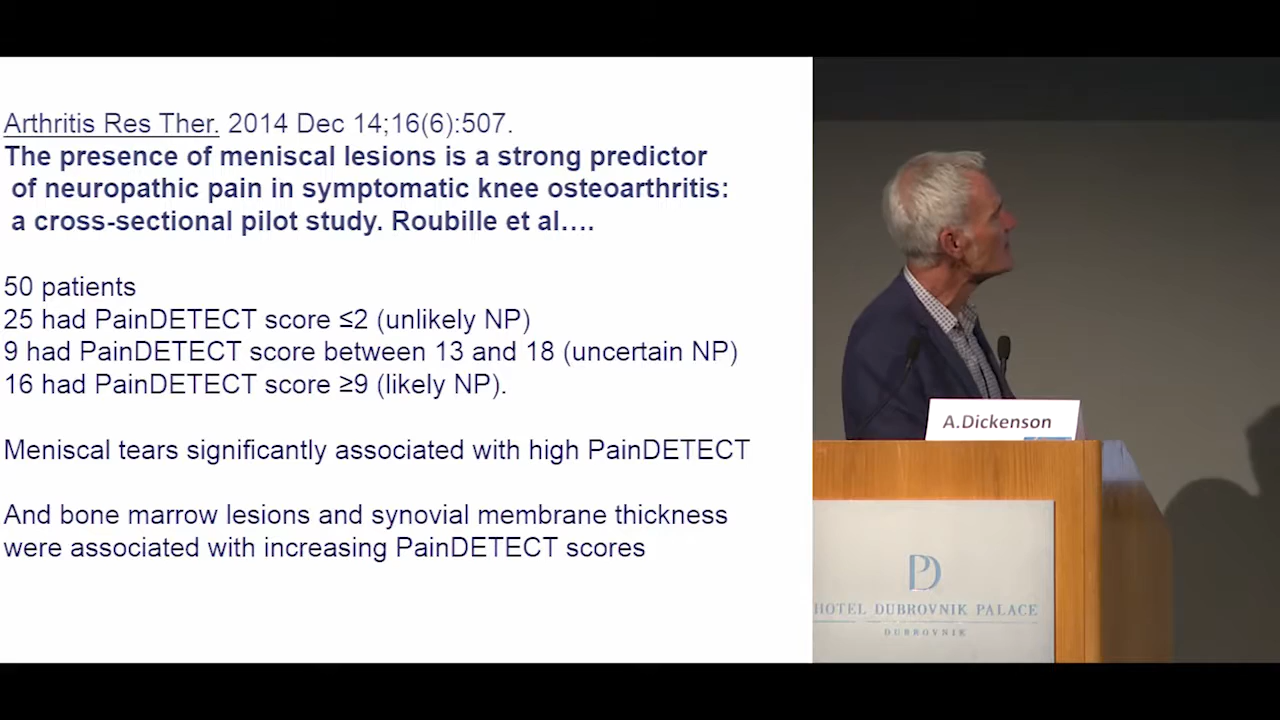 Arthritis Res Ther. 2014 Dec 14;16(6):507.
The presence of meniscal lesions is a strong predictor
of neuropathic pain in symptomatic knee osteoarthritis:
a cross-sectional pilot study. Roubille et al….
50 patients
25 had PainDETECT score ≤2 (unlikely NP)
9 had PainDETECT score between 13 and 18 (uncertain NP)
16 had PainDETECT score ≥9 (likely NP).
Meniscal tears significantly associated with high PainDETECT
And bone marrow lesions and synovial membrane thickness
were associated with increasing PainDETECT scores
A.Dickenson
PD
HOTEL DUBROVNIK PALACE
DUBROVNIK